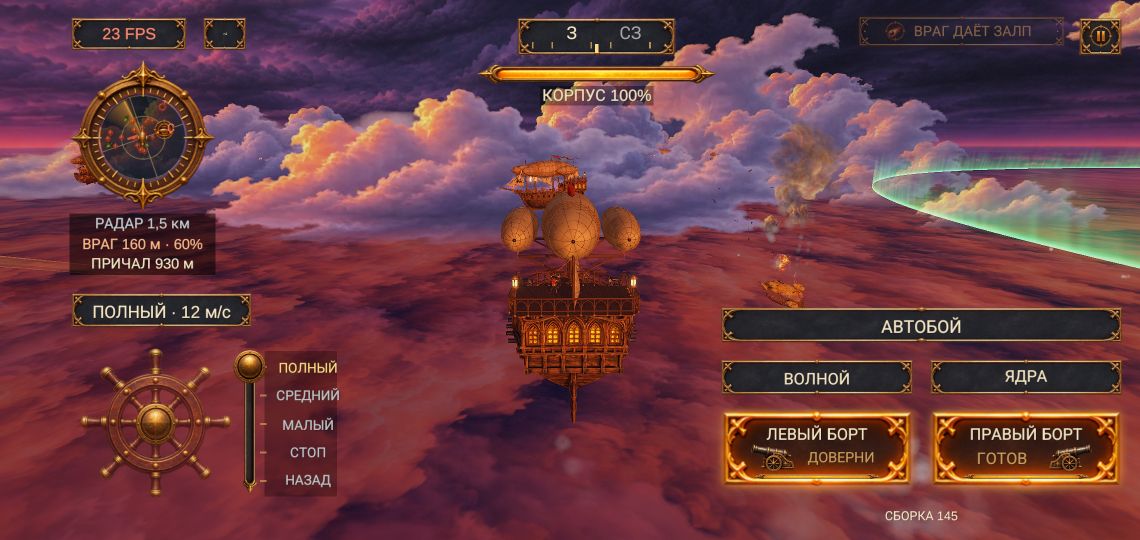 23 FPS
З СЗ
ВРАГ ДАЁТ ЗАЛП
КОРПУС 100%
РАДАР 1,5 км
ВРАГ 160 м · 60%
ПРИЧАЛ 930 м
ПОЛНЫЙ · 12 м/с
ПОЛНЫЙ
СРЕДНИЙ
МАЛЫЙ
СТОП
НАЗАД
АВТОБОЙ
ВОЛНОЙ
ЯДРА
ЛЕВЫЙ БОРТ
ДОВЕРНИ
ПРАВЫЙ БОРТ
ГОТОВ
СБОРКА 145